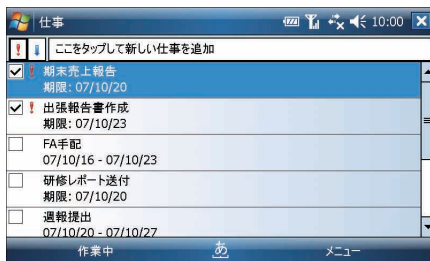 仕事 10:00
ここをタップして新しい仕事を追加
期末売上報告
期限: 07/10/20
出張報告書作成
期限: 07/10/23
FA手配
07/10/16 - 07/10/23
研修レポート送付
期限: 07/10/20
週報提出
07/10/20 - 07/10/27
作業中 あ メニュー